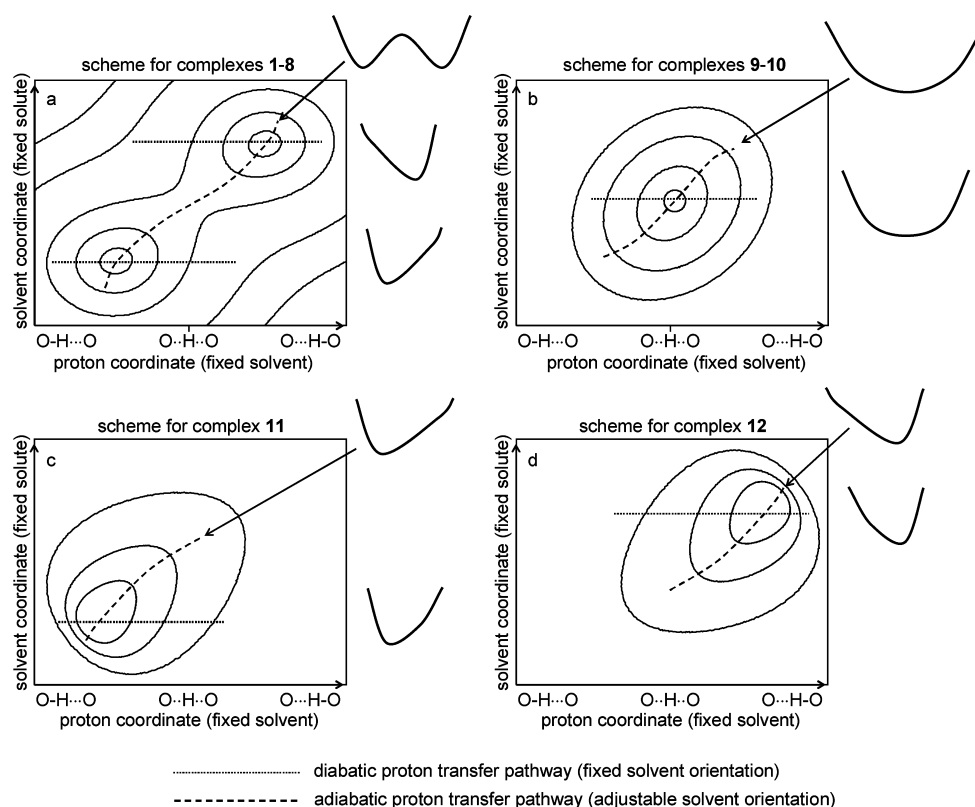 scheme for complexes 1-8
a
solvent coordinate (fixed solute)
O-H···O
O··H··O
O···H-O
proton coordinate (fixed solvent)
scheme for complexes 9-10
b
solvent coordinate (fixed solute)
O-H···O
O··H··O
O···H-O
proton coordinate (fixed solvent)
scheme for complex 11
c
solvent coordinate (fixed solute)
O-H···O
O··H··O
O···H-O
proton coordinate (fixed solvent)
scheme for complex 12
d
solvent coordinate (fixed solute)
O-H···O
O··H··O
O···H-O
proton coordinate (fixed solvent)
diabatic proton transfer pathway (fixed solvent orientation)
adiabatic proton transfer pathway (adjustable solvent orientation)